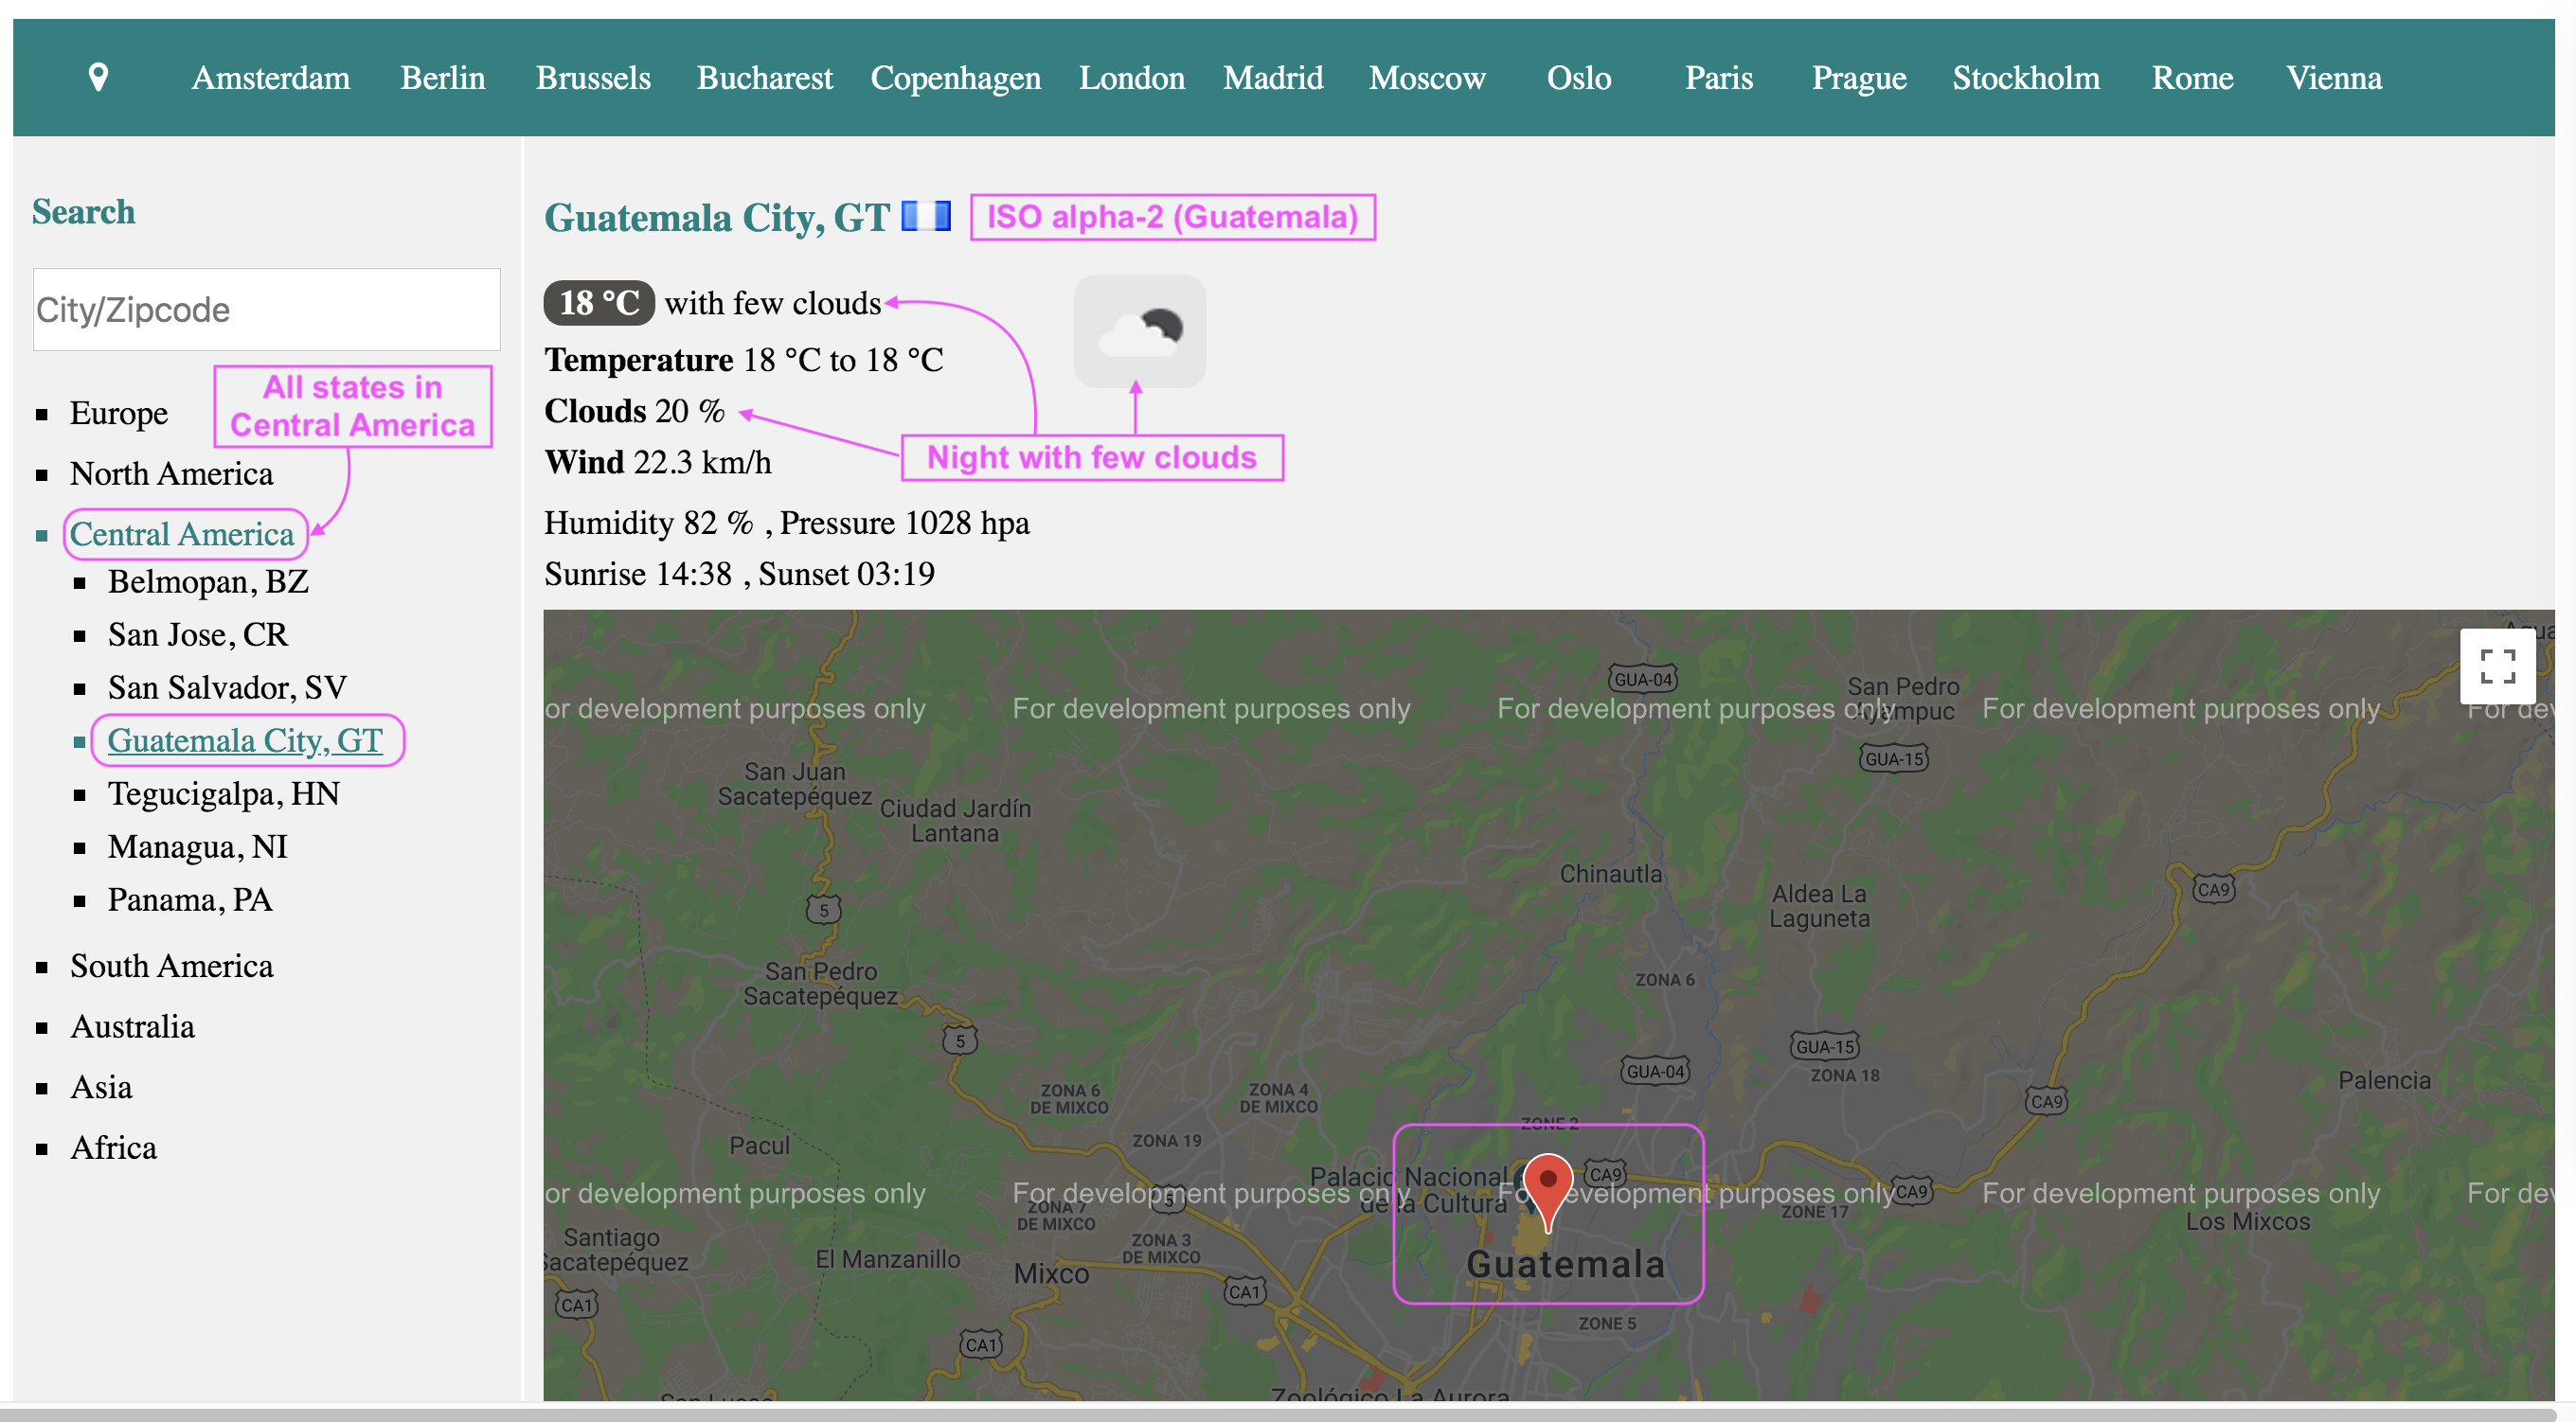 Amsterdam Berlin Brussels Bucharest Copenhagen London Madrid Moscow Oslo Paris Prague Stockholm Rome Vienna
Search
City/Zipcode
All states in
Central America
Europe
North America
Central America
Belmopan, BZ
San Jose, CR
San Salvador, SV
Guatemala City, GT
Tegucigalpa, HN
Managua, NI
Panama, PA
South America
Australia
Asia
Africa
Guatemala City, GT
ISO alpha-2 (Guatemala)
18 °C with few clouds
Temperature 18 °C to 18 °C
Clouds 20 %
Wind 22.3 km/h
Night with few clouds
Humidity 82 % , Pressure 1028 hpa
Sunrise 14:38 , Sunset 03:19
GUA-04
San Pedro
Ayampuc
or development purposes only For development purposes only For development purposes only For development purposes only For dev
GUA-15
San Juan
Sacatepéquez
Ciudad Jardín
Lantana
Chinautla
Aldea La
Laguneta
CA9
5
San Pedro
Sacatepéquez
ZONA 6
5
GUA-15
GUA-04
ZONA 18
Palencia
CA9
ZONA 6
DE MIXCO
ZONA 4
DE MIXCO
ZONE 2
ZONA 19
Pacul
Palacio Nacional
de la Cultura
CA9
CA9
or development purposes only For development purposes only For development purposes only For development purposes only For dev
5
ZONA 7
DE MIXCO
ZONE 17
Los Mixcos
Santiago
Sacatepéquez
ZONA 3
DE MIXCO
El Manzanillo
Mixco
Guatemala
CA1
CA1
ZONE 5
CA1
Zoológico La Aurora